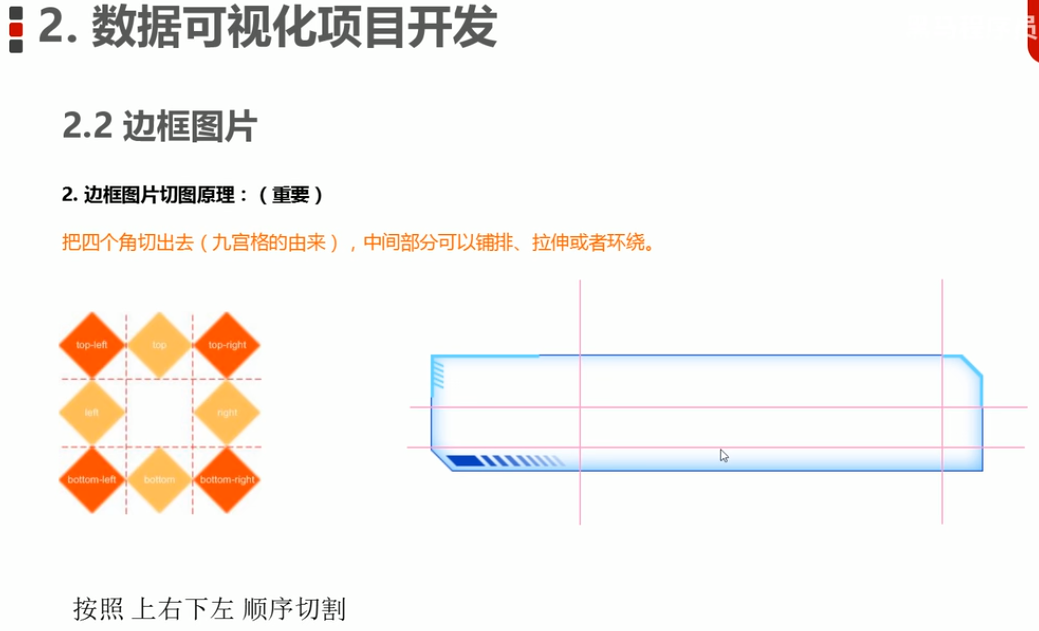 2. 数据可视化项目开发
员
2.2 边框图片
2. 边框图片切图原理：（重要）
把四个角切出去（九宫格的由来），中间部分可以铺排、拉伸或者环绕。
top-left top top-right
left right
bottom-left bottom bottom-right
按照 上右下左 顺序切割